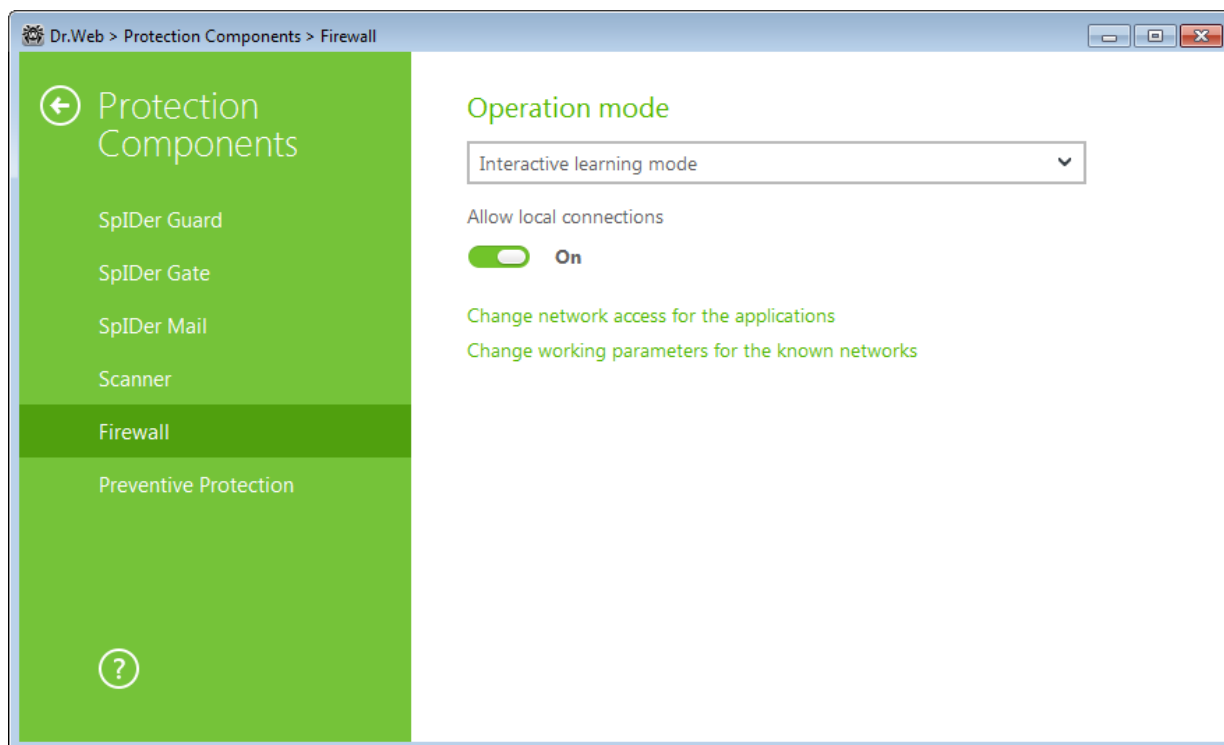 Dr.Web > Protection Components > Firewall
Protection
Components
SpIDer Guard
SpIDer Gate
SpIDer Mail
Scanner
Firewall
Preventive Protection
?
Operation mode
Interactive learning mode
Allow local connections
On
Change network access for the applications
Change working parameters for the known networks